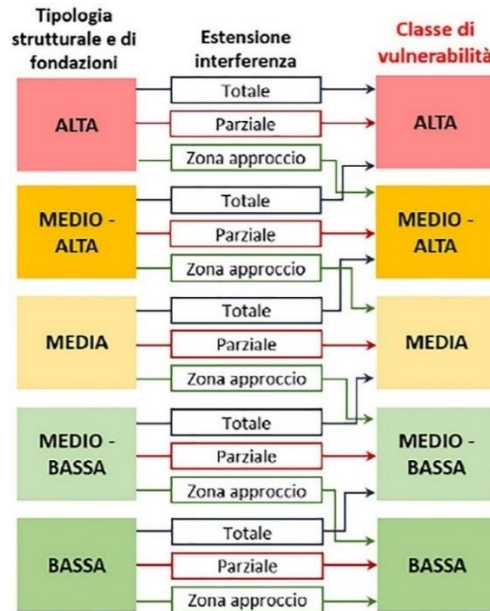 Tipologia
strutturale e di
fondazioni
Estensione
interferenza
Classe di
vulnerabilità
ALTA
Totale
Parziale
Zona approccio
ALTA
MEDIO -
ALTA
Totale
Parziale
Zona approccio
MEDIO -
ALTA
MEDIA
Totale
Parziale
Zona approccio
MEDIA
MEDIO -
BASSA
Totale
Parziale
Zona approccio
MEDIO -
BASSA
BASSA
Totale
Parziale
Zona approccio
BASSA